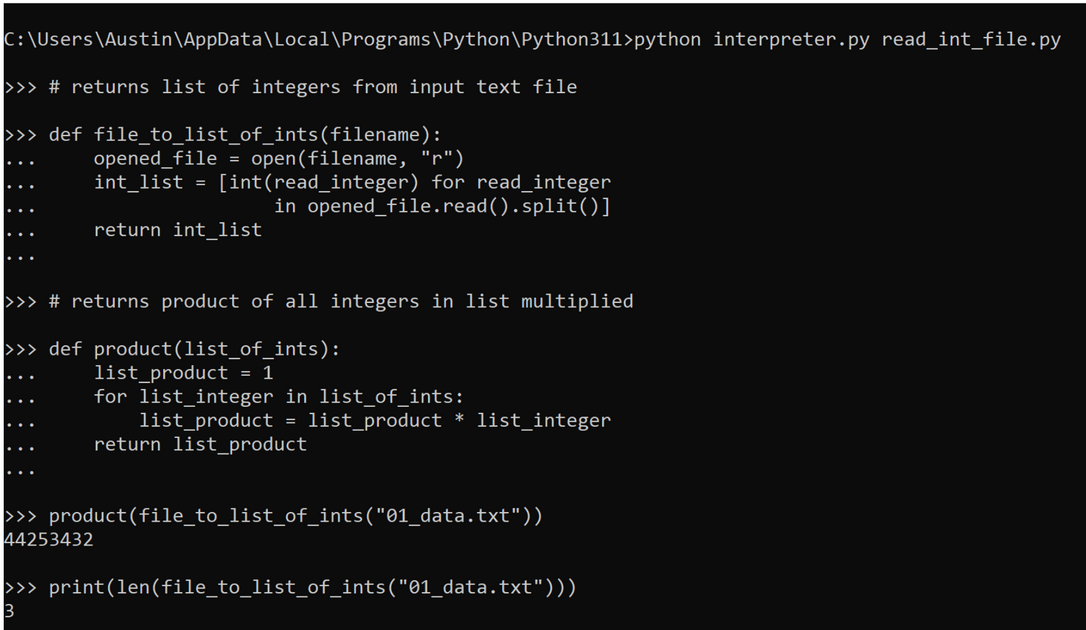 C:\Users\Austin\AppData\Local\Programs\Python\Python311>python interpreter.py read_int_file.py
>>> # returns list of integers from input text file
>>> def file_to_list_of_ints(filename):
...     opened_file = open(filename, "r")
...     int_list = [int(read_integer) for read_integer
...                     in opened_file.read().split()]
...     return int_list
...
>>> # returns product of all integers in list multiplied
>>> def product(list_of_ints):
...     list_product = 1
...     for list_integer in list_of_ints:
...         list_product = list_product * list_integer
...     return list_product
...
>>> product(file_to_list_of_ints("01_data.txt"))
44253432
>>> print(len(file_to_list_of_ints("01_data.txt")))
3